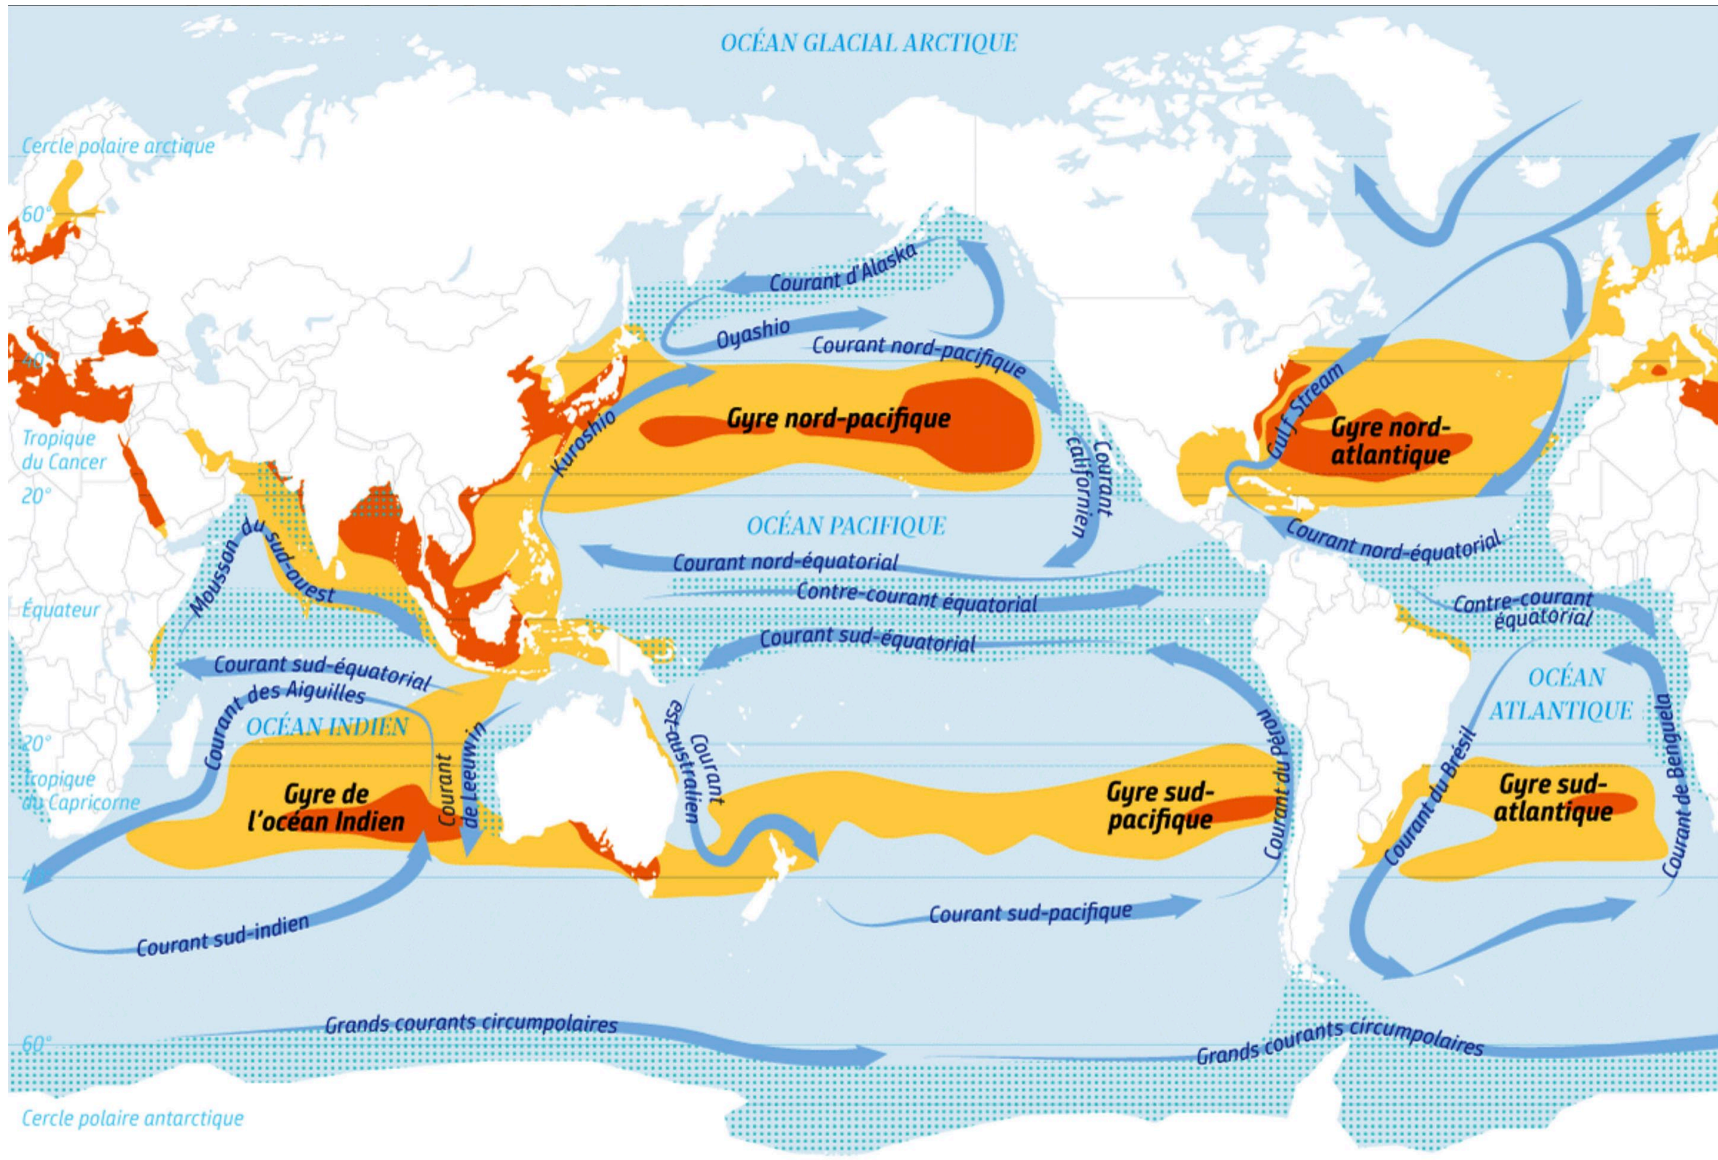 OCÉAN GLACIAL ARCTIQUE
Cercle polaire arctique
60°
Courant d'Alaska
Oyashio
Courant nord-pacifique
40°
Gyre nord-pacifique
Kuroshio
Gulf Stream
Gyre nord-
atlantique
Tropique
du Cancer
Courant
californien
20°
OCÉAN PACIFIQUE
Mousson du sud-ouest
Courant nord-équatorial
Courant nord-équatorial
Équateur
Contre-courant équatorial
Contre-courant
équatorial
Courant sud-équatorial
Courant sud-équatorial
Courant des Aiguilles
OCÉAN INDIEN
OCÉAN
ATLANTIQUE
20°
Courant
de Leeuwin
Courant
est-australien
Courant du Pérou
Courant du Brésil
Courant de Benguela
Tropique
du Capricorne
Gyre de
l'océan Indien
Gyre sud-
pacifique
Gyre sud-
atlantique
40°
Courant sud-indien
Courant sud-pacifique
Grands courants circumpolaires
Grands courants circumpolaires
60°
Cercle polaire antarctique